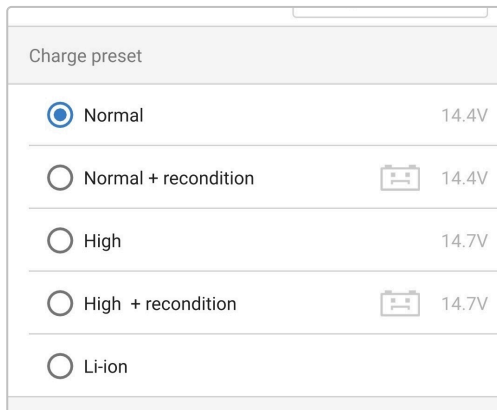 Charge preset
Normal 14.4V
Normal + recondition 14.4V
High 14.7V
High + recondition 14.7V
Li-ion